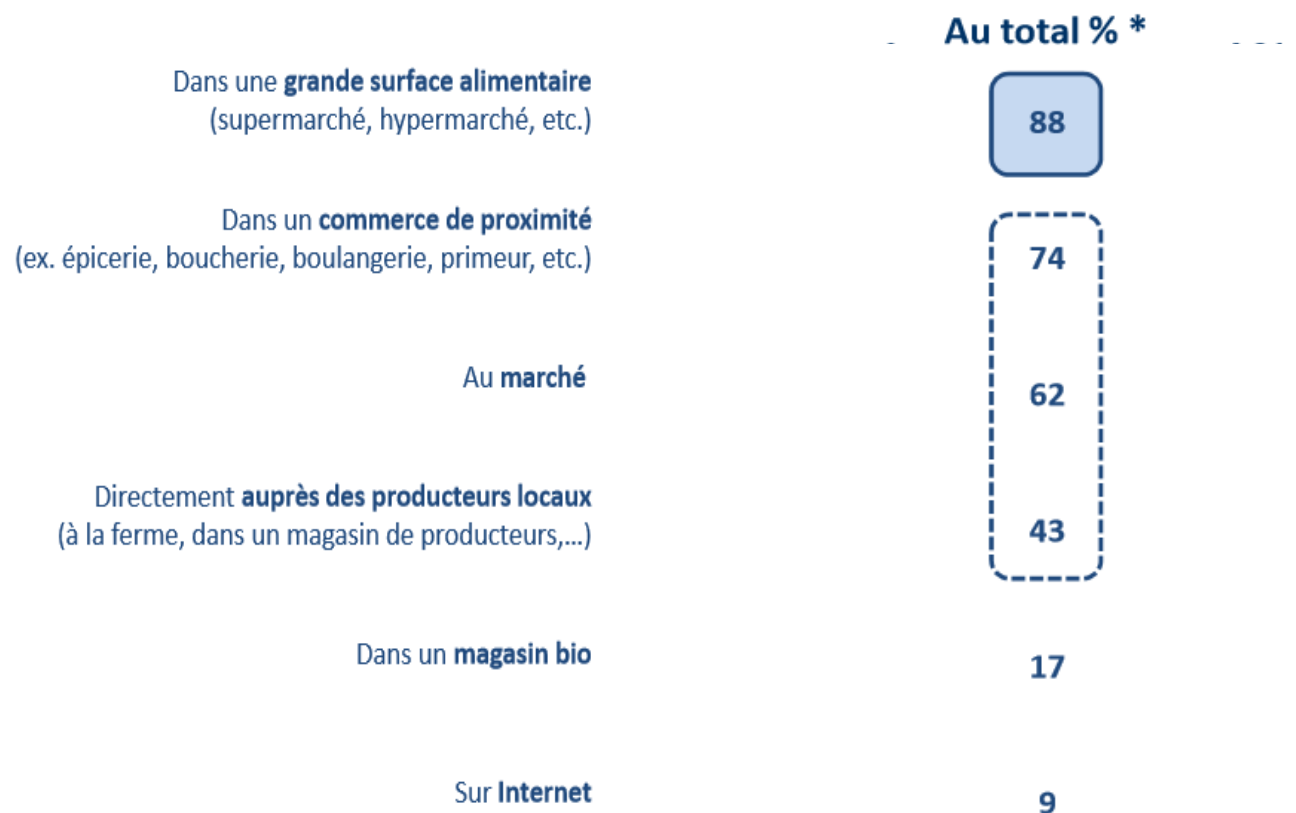 Au total % *
Dans une grande surface alimentaire
(supermarché, hypermarché, etc.)
88
Dans un commerce de proximité
(ex. épicerie, boucherie, boulangerie, primeur, etc.)
74
Au marché
62
Directement auprès des producteurs locaux
(à la ferme, dans un magasin de producteurs,...)
43
Dans un magasin bio
17
Sur Internet
9